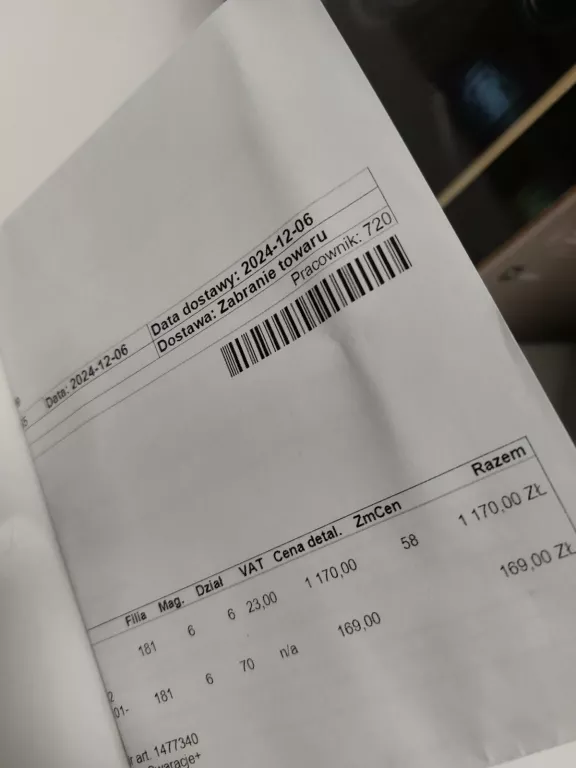 Data dostawy: 2024-12-06
Data: 2024-12-06 Dostawa: Zabranie towaru
Pracownik: 720
Filia Mag. Dział VAT Cena detal. ZmCen Razem
181 6 6 23,00 1 170,00 58 1 170,00 ZŁ
01- 181 6 70 n/a 169,00 169,00 ZŁ
r art. 1477340